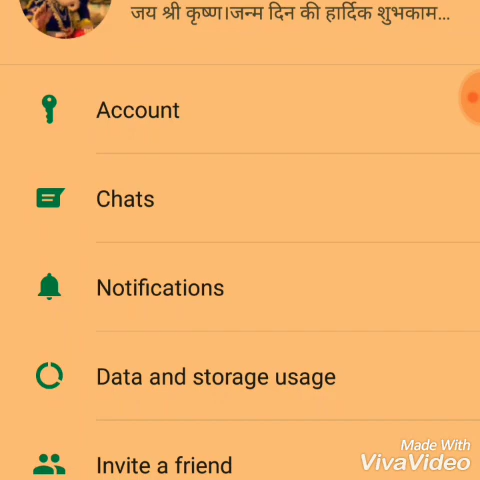 जय श्री कृष्ण।जन्म दिन की हार्दिक शुभकाम...
Account
Chats
Notifications
Data and storage usage
Made With
VivaVideo
Invite a friend